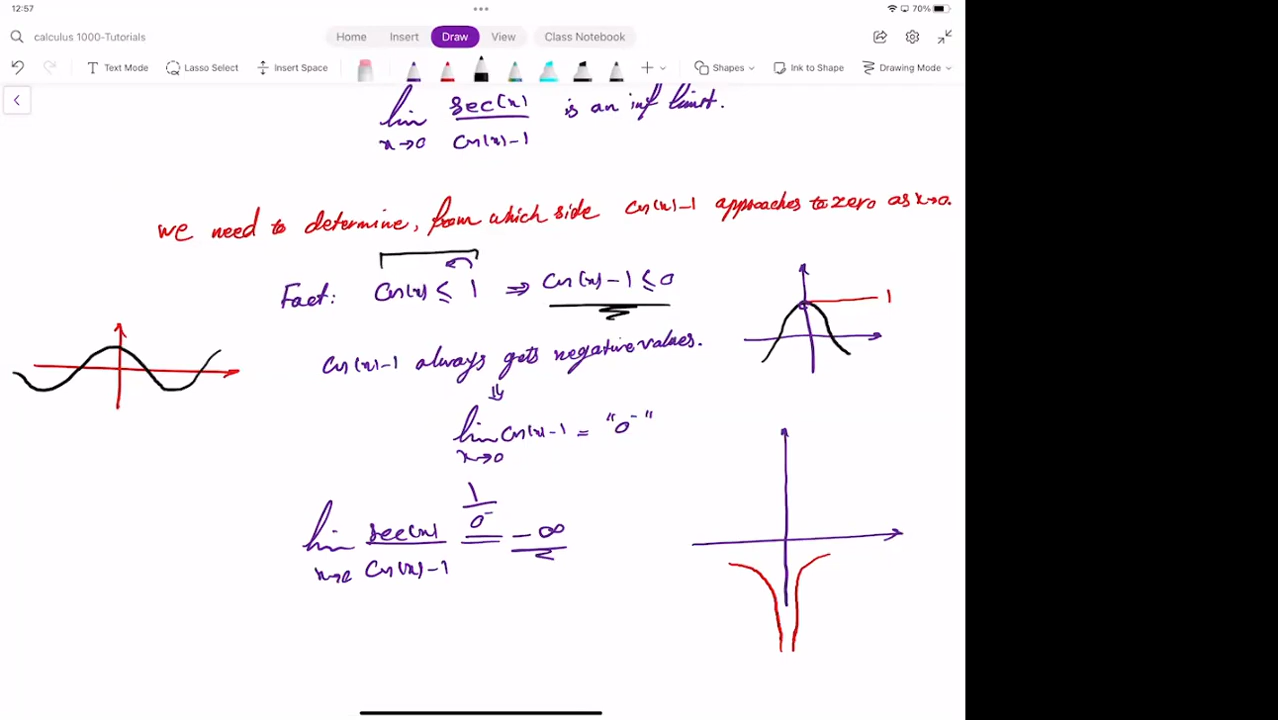 12:57
70%
calculus 1000-Tutorials
Home Insert Draw View Class Notebook
Text Mode Lasso Select Insert Space Shapes Ink to Shape Drawing Mode
lim x→0 sec(x) / cos(x)-1 is an inf limit.
we need to determine, from which side cos(x)-1 approaches to zero as x→0.
Fact: cos(x) ≤ 1 ⇒ cos(x)-1 ≤ 0
1
cos(x)-1 always gets negative values.
⇓
lim x→0 cos(x)-1 = "0⁻"
lim x→0 sec(x) / cos(x)-1 = 1/0⁻ = -∞